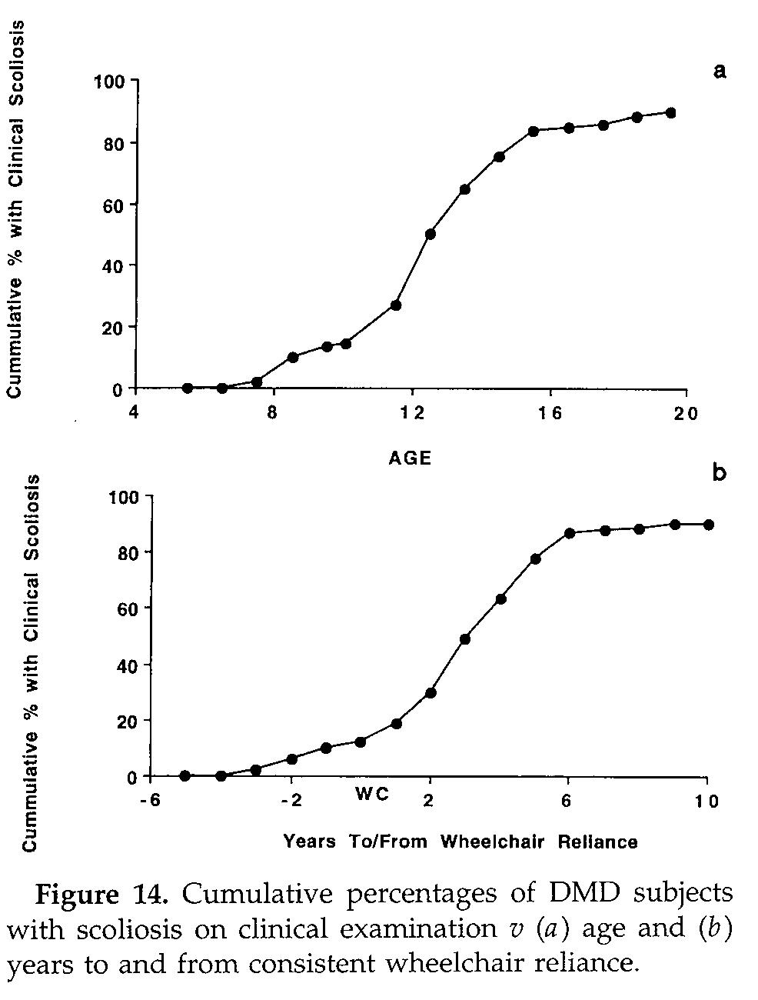 a
Cummulative % with Clinical Scoliosis
100
80
60
40
20
0
4 8 12 16 20
AGE
b
Cummulative % with Clinical Scoliosis
100
80
60
40
20
0
-6 -2 WC 2 6 10
Years To/From Wheelchair Reliance
Figure 14. Cumulative percentages of DMD subjects
with scoliosis on clinical examination v (a) age and (b)
years to and from consistent wheelchair reliance.